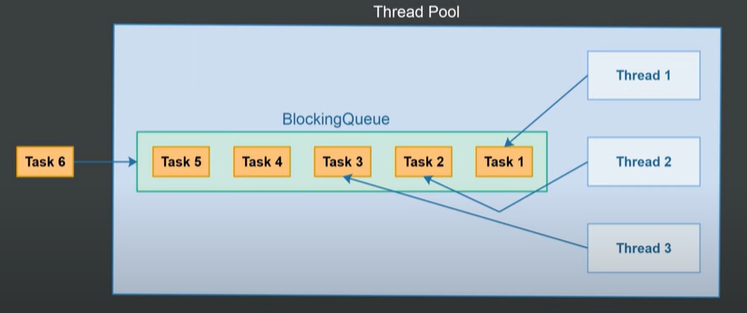 Thread Pool
Thread 1
BlockingQueue
Task 6
Task 5
Task 4
Task 3
Task 2
Task 1
Thread 2
Thread 3